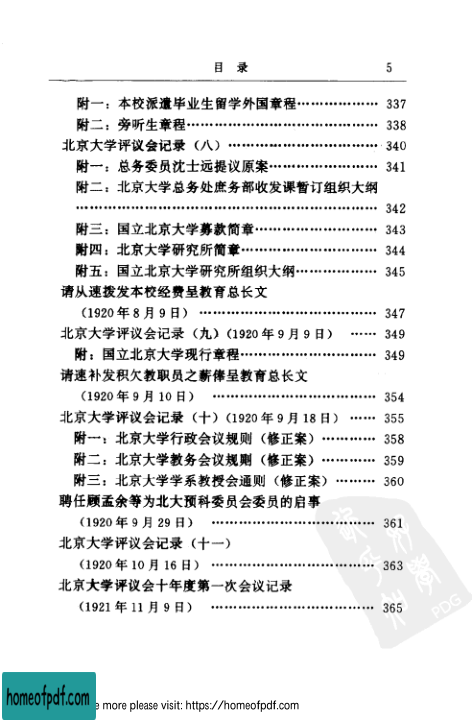 目 录 5
附一：本校派遣毕业生留学外国章程………………… 337
附二：旁听生章程………………………………………… 338
北京大学评议会记录（八）……………………………… 340
附一：总务委员沈士远提议原案……………………… 341
附二：北京大学总务处庶务部收发课暂订组织大纲
………………………………………………………………… 342
附三：国立北京大学募款简章………………………… 343
附四：北京大学研究所简章…………………………… 344
附五：国立北京大学研究所组织大纲………………… 345
请从速拨发本校经费呈教育总长文
（1920年8月9日）……………………………………… 347
北京大学评议会记录（九）（1920年9月9日） …… 349
附：国立北京大学现行章程…………………………… 349
请速补发积欠教职员之薪俸呈教育总长文
（1920年9月10日） …………………………………… 354
北京大学评议会记录（十）（1920年9月18日） …… 355
附一：北京大学行政会议规则（修正案）…………… 358
附二：北京大学教务会议规则（修正案）…………… 359
附三：北京大学学系教授会通则（修正案）……… 360
聘任顾孟余等为北大预科委员会委员的启事
（1920年9月29日） …………………………………… 361
北京大学评议会记录（十一）
（1920年10月16日）…………………………………… 363
北京大学评议会十年度第一次会议记录
（1921年11月9日） …………………………………… 365
PDG
homeofpdf.com
e more please visit: https://homeofpdf.com